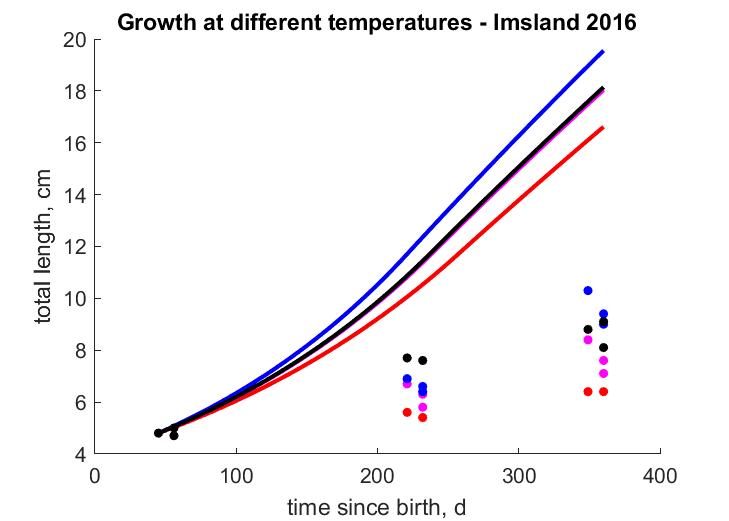 Growth at different temperatures - Imsland 2016
20
18
16
14
12
10
8
6
4
total length, cm
0 100 200 300 400
time since birth, d